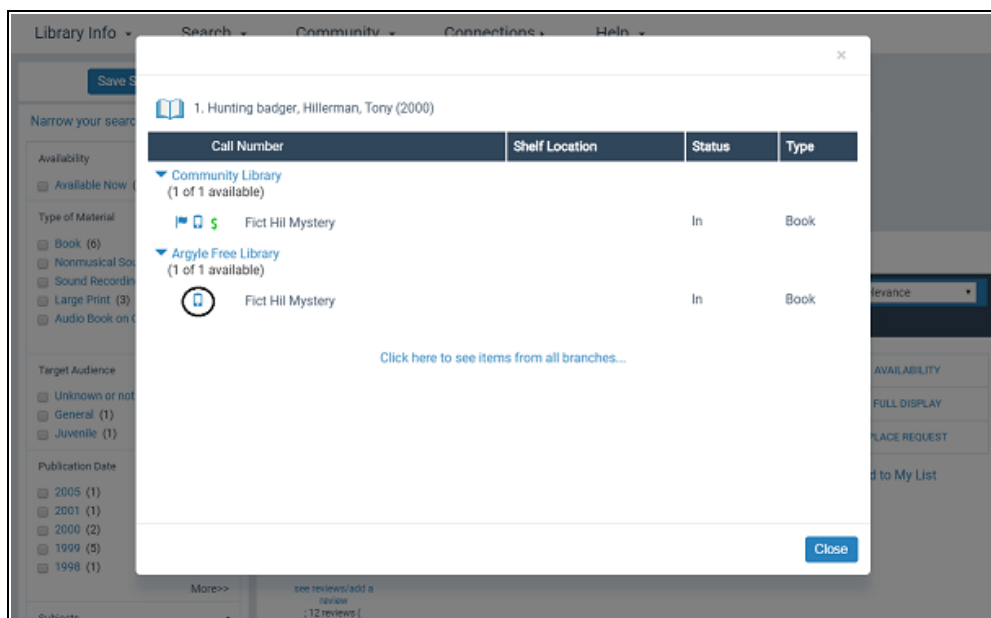 Library Info Search Community Connections Help
×
Save S
1. Hunting badger, Hillerman, Tony (2000)
Narrow your searc
Call Number Shelf Location Status Type
Availability
Community Library
(1 of 1 available)
Available Now (
Type of Material
$ Fict Hil Mystery In Book
Book (6)
Argyle Free Library
(1 of 1 available)
Nonmusical Sou
Sound Recordin
Large Print (3)
Fict Hil Mystery In Book
levance
Audio Book on C
Click here to see items from all branches...
Target Audience
AVAILABILITY
Unknown or not
General (1)
FULL DISPLAY
Juvenile (1)
PLACE REQUEST
Publication Date
d to My List
2005 (1)
2001 (1)
2000 (2)
1999 (5)
Close
1998 (1)
More>>
see reviews/add a
review
: 12 reviews (
Subjects